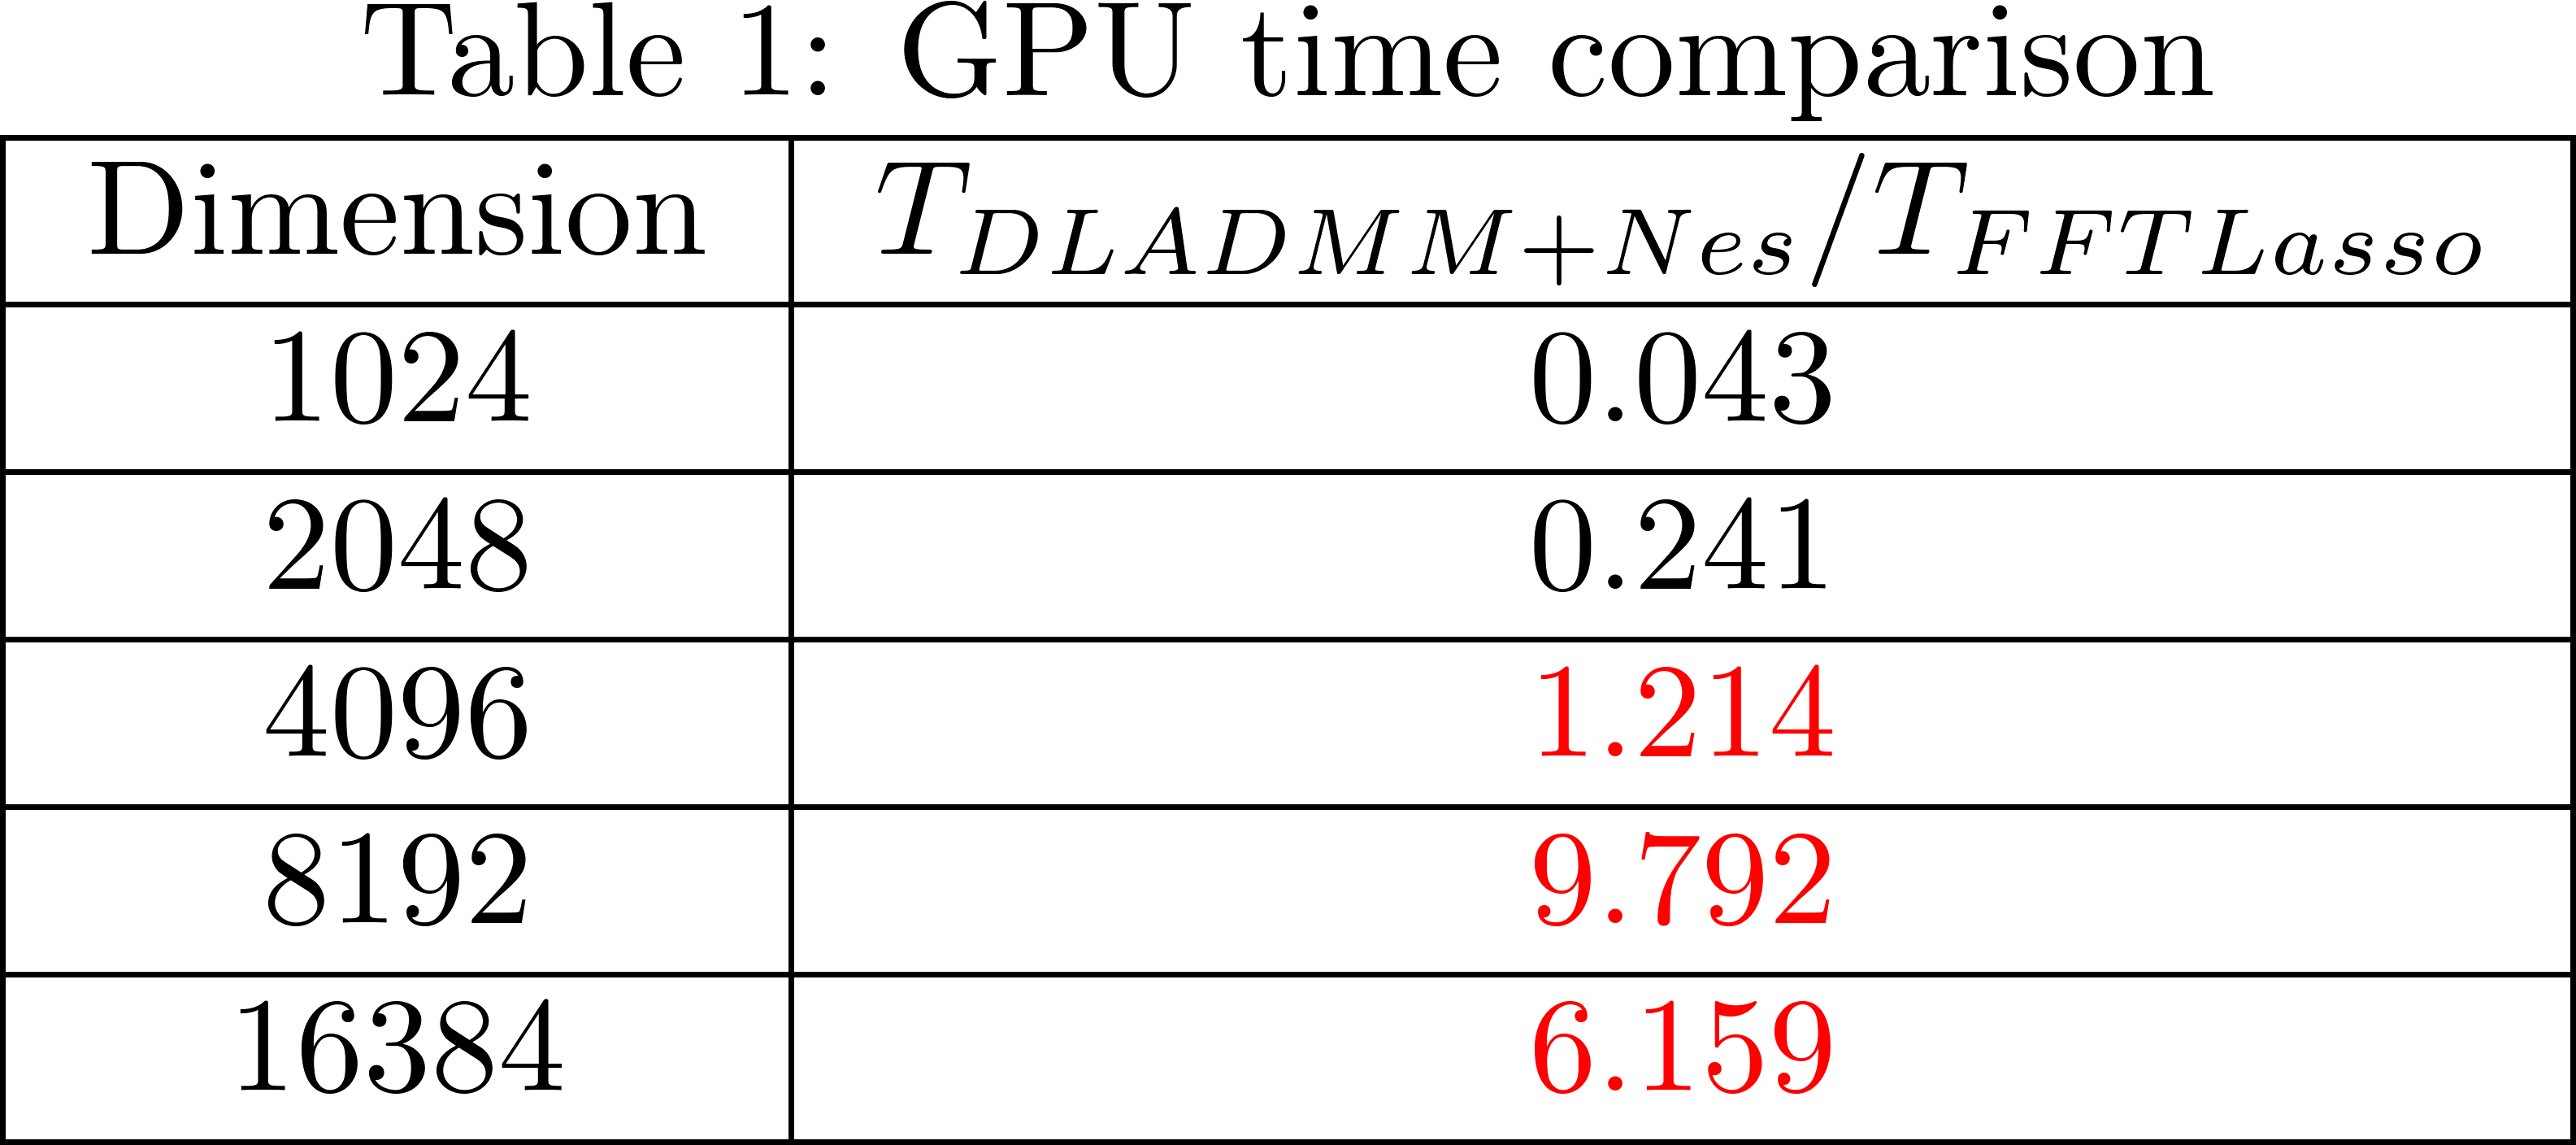 Table 1: GPU time comparison
Dimension T_{DLADMM+Nes}/T_{FFTLasso}
1024 0.043
2048 0.241
4096 1.214
8192 9.792
16384 6.159